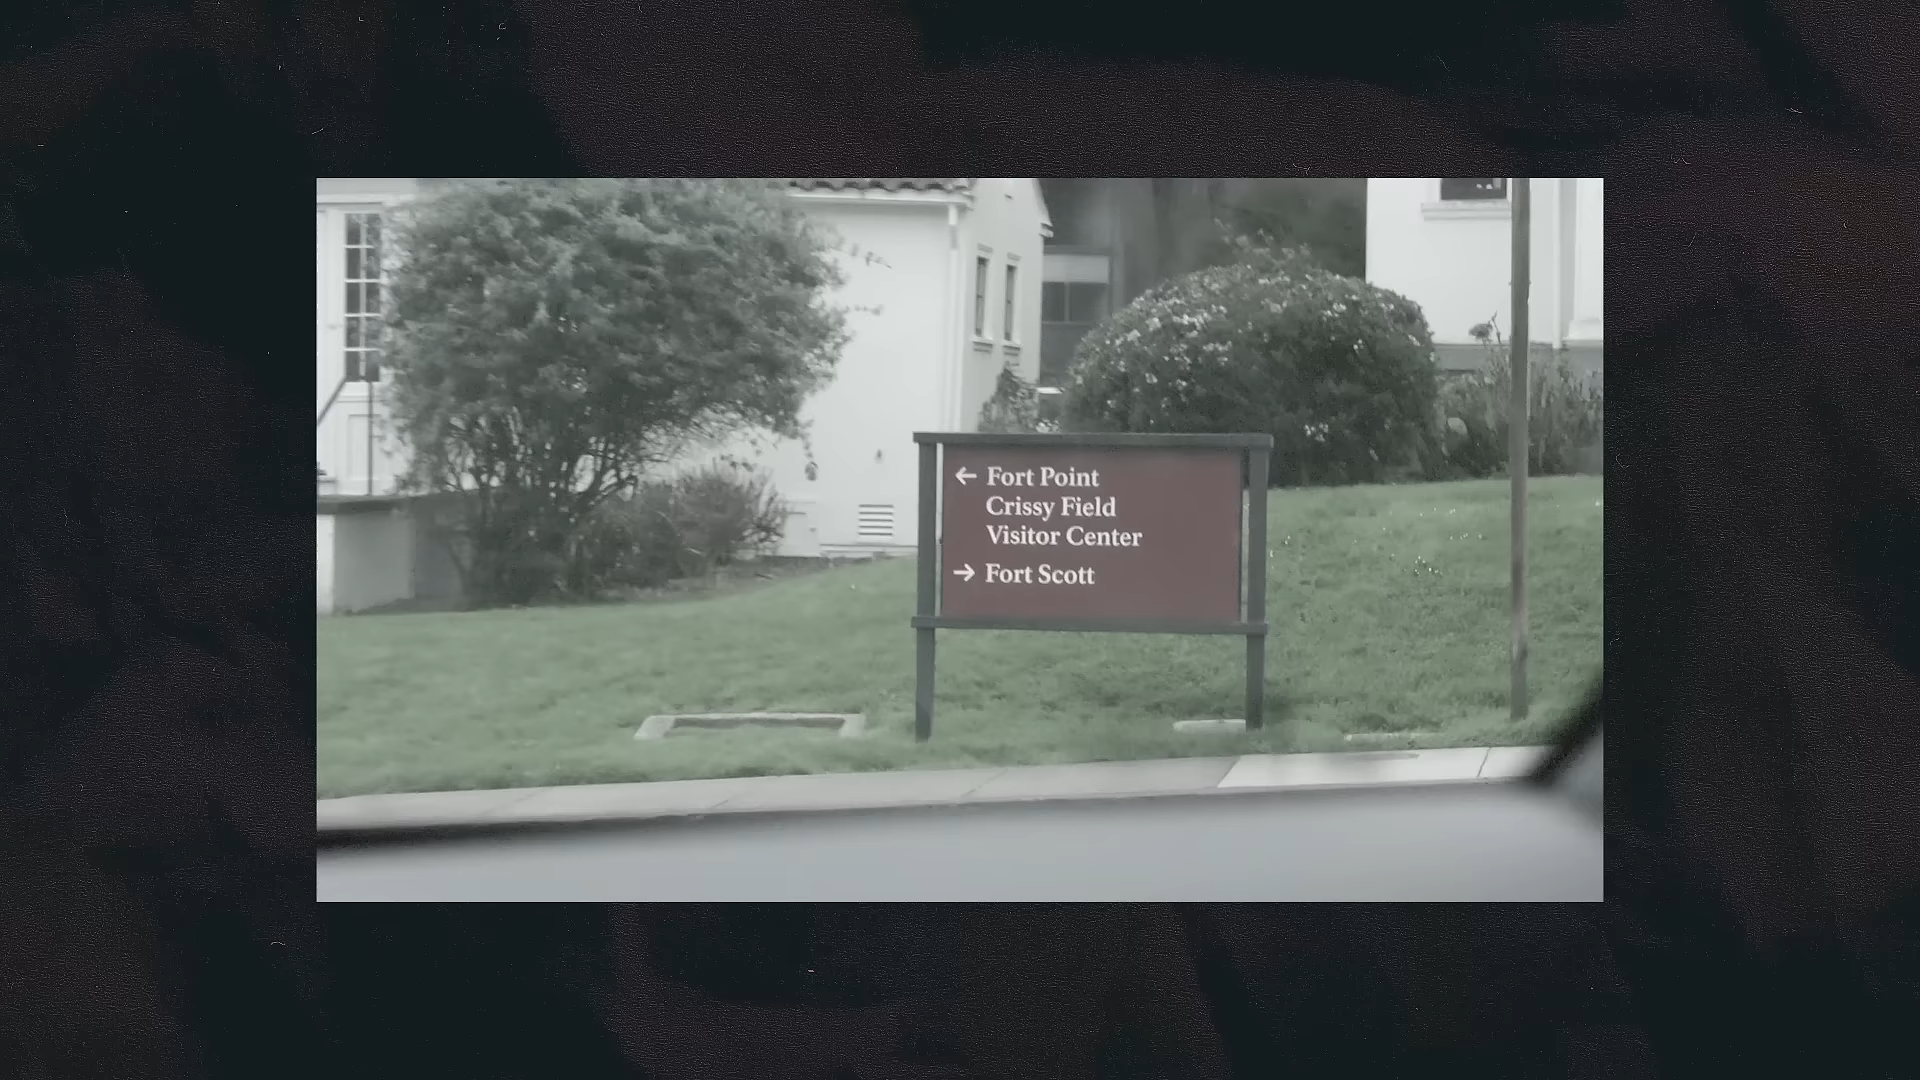 ← Fort Point
Crissy Field
Visitor Center
→ Fort Scott